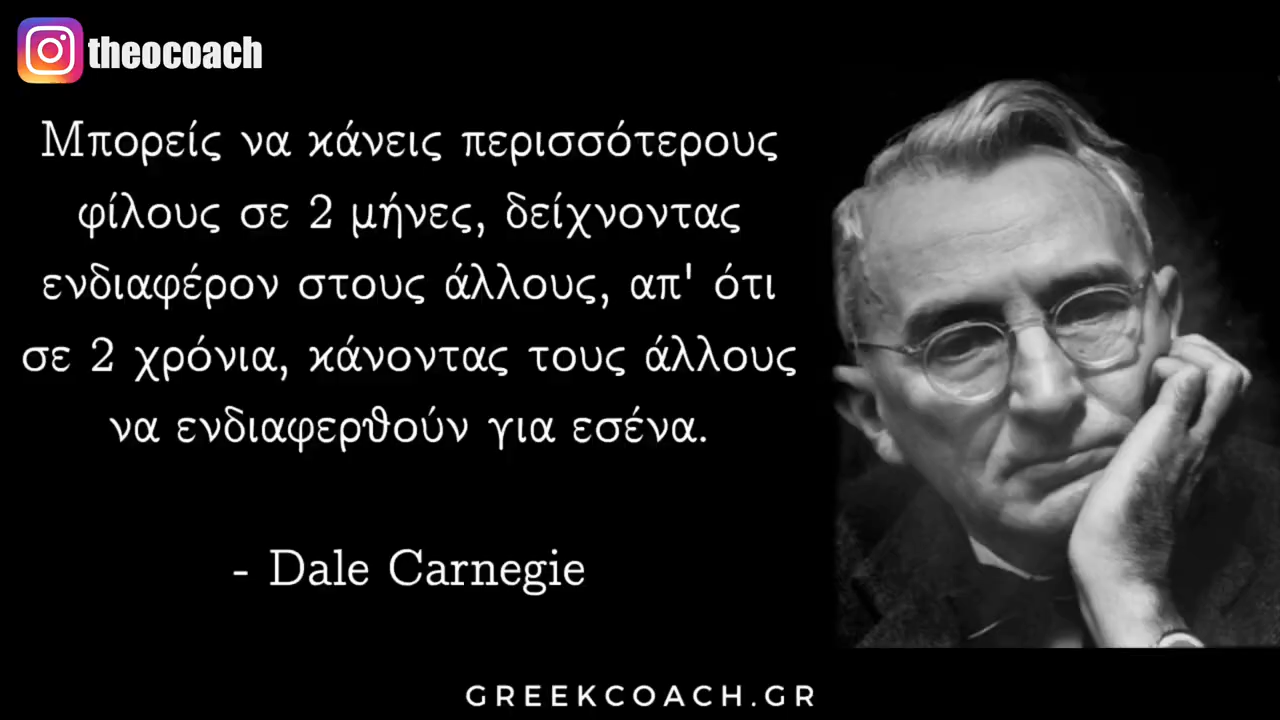 theocoach
Μπορείς να κάνεις περισσότερους
φίλους σε 2 μήνες, δείχνοντας
ενδιαφέρον στους άλλους, απ' ότι
σε 2 χρόνια, κάνοντας τους άλλους
να ενδιαφερθούν για εσένα.
- Dale Carnegie
GREEKCOACH.GR